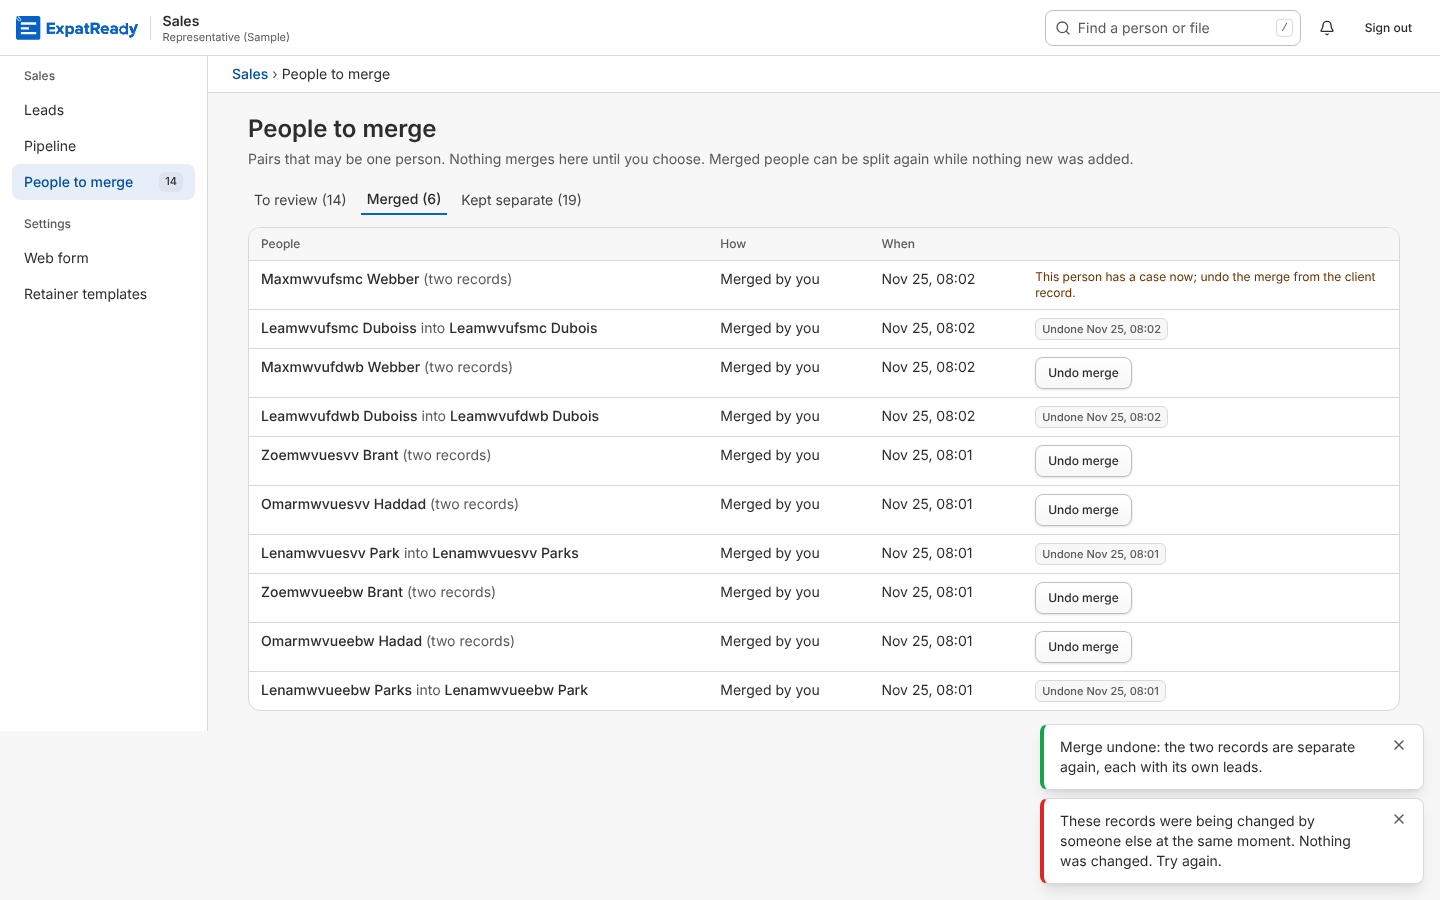 ExpatReady
Sales
Representative (Sample)
Find a person or file
/
Sign out
Sales
Leads
Pipeline
People to merge 14
Settings
Web form
Retainer templates
Sales › People to merge
People to merge
Pairs that may be one person. Nothing merges here until you choose. Merged people can be split again while nothing new was added.
To review (14) Merged (6) Kept separate (19)
People How When
Maxmwvufsmc Webber (two records) Merged by you Nov 25, 08:02 This person has a case now; undo the merge from the client
record.
Leamwvufsmc Duboiss into Leamwvufsmc Dubois Merged by you Nov 25, 08:02 Undone Nov 25, 08:02
Maxmwvufdwb Webber (two records) Merged by you Nov 25, 08:02 Undo merge
Leamwvufdwb Duboiss into Leamwvufdwb Dubois Merged by you Nov 25, 08:02 Undone Nov 25, 08:02
Zoemwvuesvv Brant (two records) Merged by you Nov 25, 08:01 Undo merge
Omarmwvuesvv Haddad (two records) Merged by you Nov 25, 08:01 Undo merge
Lenamwvuesvv Park into Lenamwvuesvv Parks Merged by you Nov 25, 08:01 Undone Nov 25, 08:01
Zoemwvueebw Brant (two records) Merged by you Nov 25, 08:01 Undo merge
Omarmwvueebw Hadad (two records) Merged by you Nov 25, 08:01 Undo merge
Lenamwvueebw Parks into Lenamwvueebw Park Merged by you Nov 25, 08:01 Undone Nov 25, 08:01
Merge undone: the two records are separate
again, each with its own leads.
These records were being changed by
someone else at the same moment. Nothing
was changed. Try again.